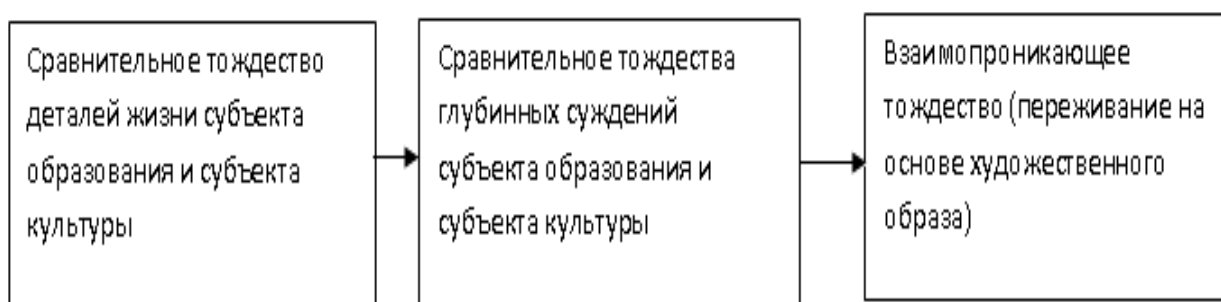 Сравнительное тождество
деталей жизни субъекта
образования и субъекта
культуры
Сравнительное тождества
глубинных суждений
субъекта образования и
субъекта культуры
Взаимопроникающее
тождество (переживание на
основе художественного
образа)